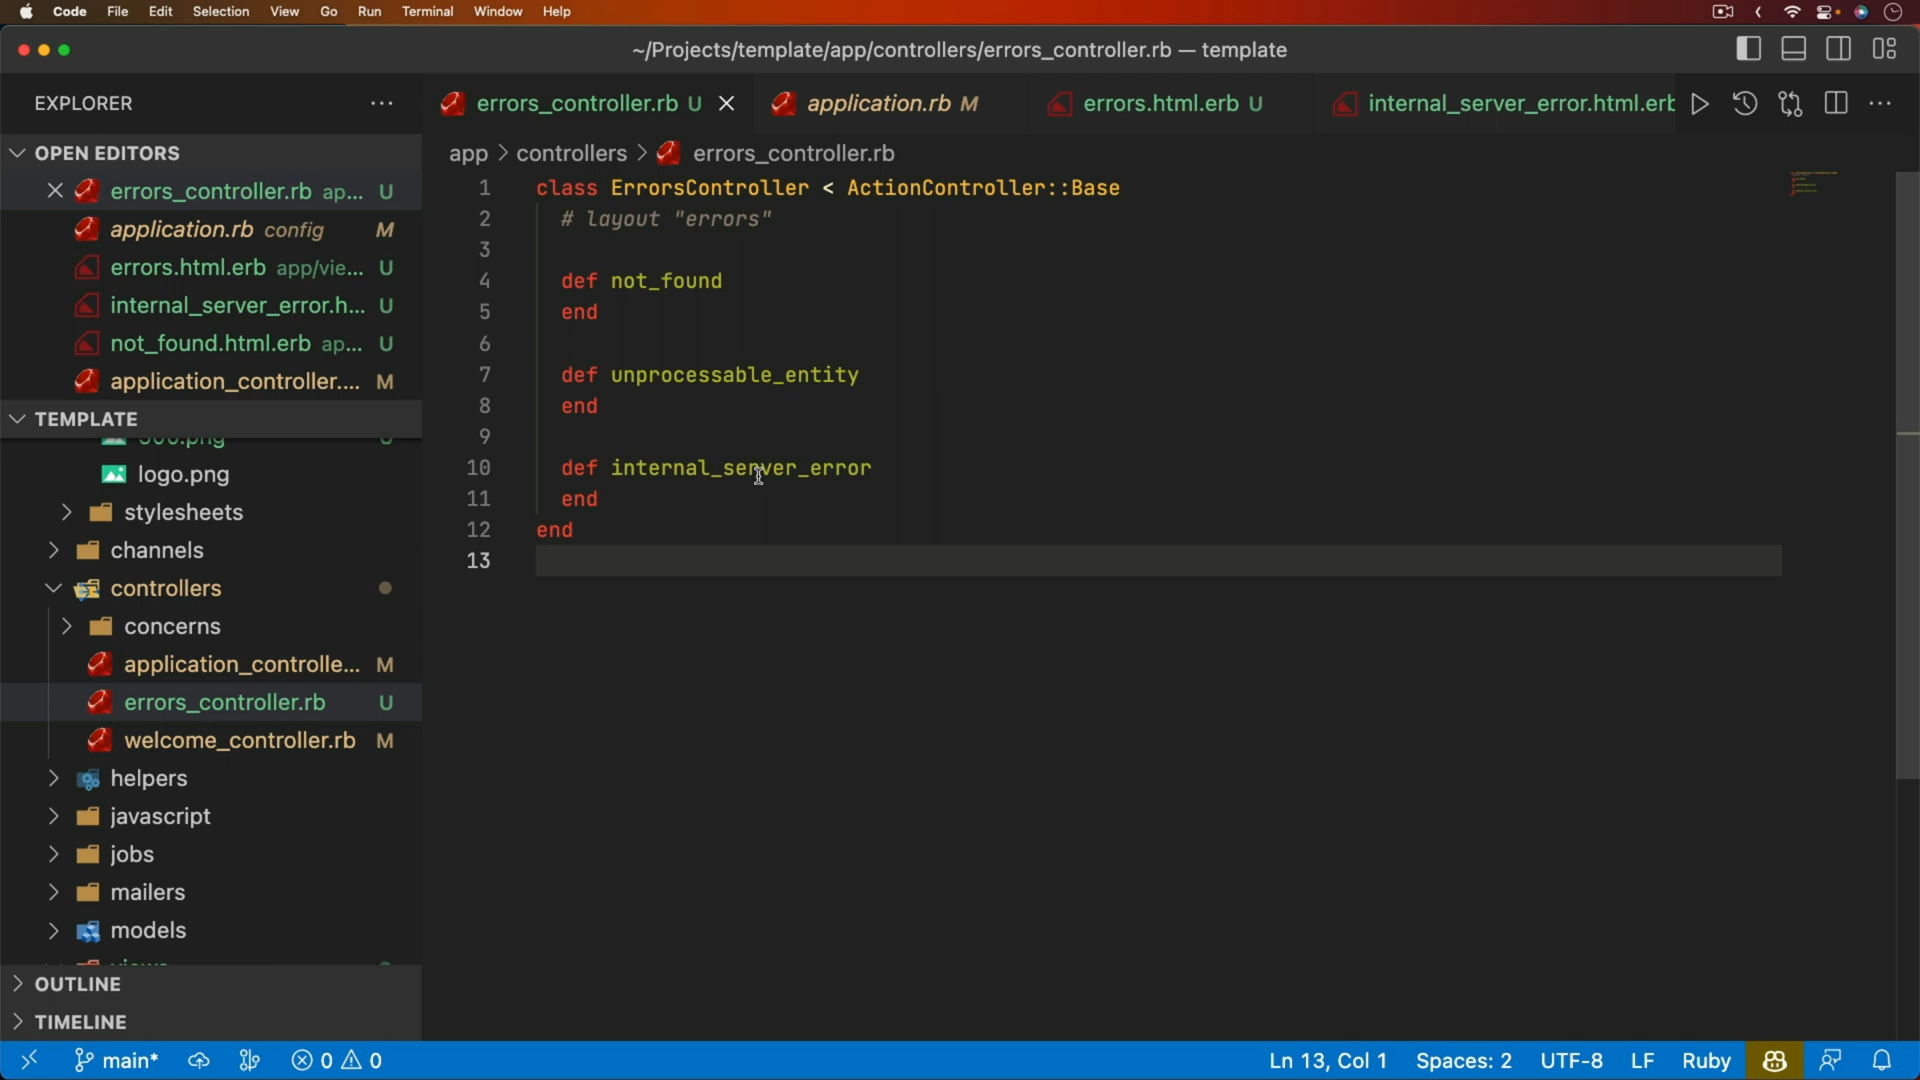 Code File Edit Selection View Go Run Terminal Window Help
~/Projects/template/app/controllers/errors_controller.rb — template
EXPLORER
errors_controller.rb U
application.rb M
errors.html.erb U
internal_server_error.html.erb
OPEN EDITORS
errors_controller.rb ap... U
application.rb config M
errors.html.erb app/vie... U
internal_server_error.h... U
not_found.html.erb ap... U
application_controller.... M
TEMPLATE
logo.png
stylesheets
channels
controllers
concerns
application_controlle... M
errors_controller.rb U
welcome_controller.rb M
helpers
javascript
jobs
mailers
models
OUTLINE
TIMELINE
app > controllers > errors_controller.rb
1 class ErrorsController < ActionController::Base
2 # layout "errors"
3
4 def not_found
5 end
6
7 def unprocessable_entity
8 end
9
10 def internal_server_error
11 end
12 end
13
main* 0 0
Ln 13, Col 1 Spaces: 2 UTF-8 LF Ruby